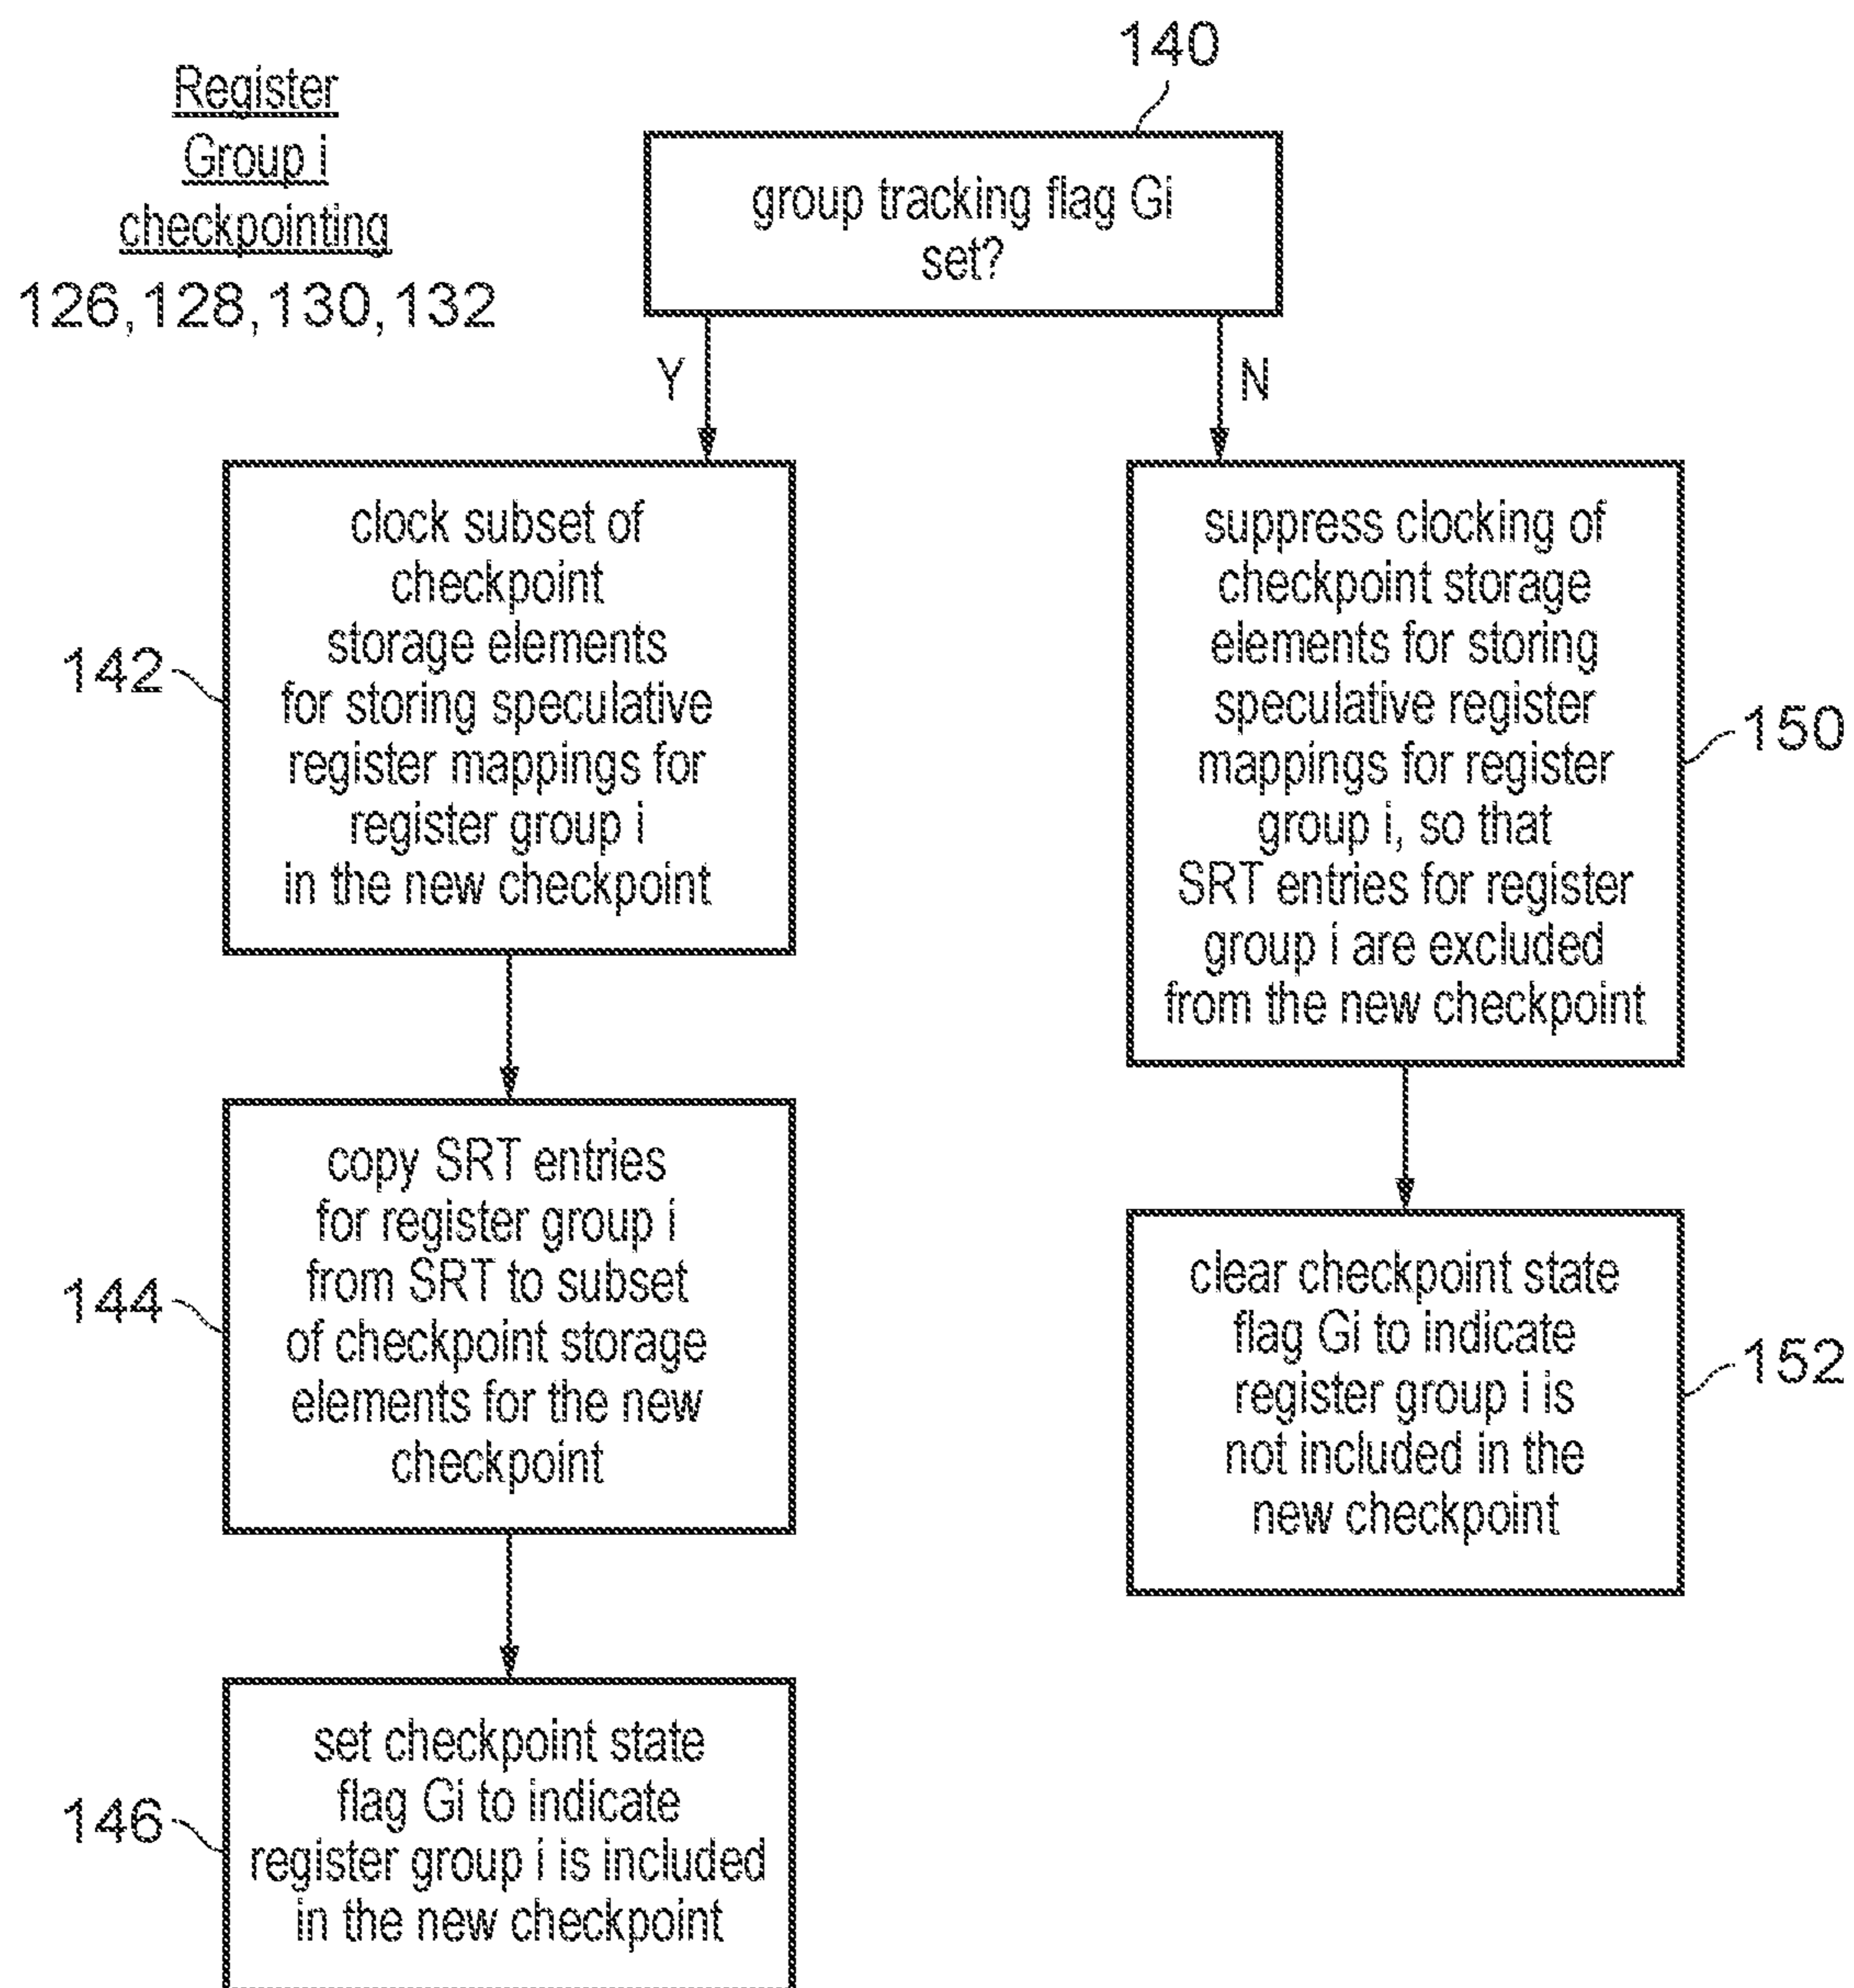 140
Register
Group i
checkpointing
126, 128, 130, 132
group tracking flag Gi
set?
Y
N
142
clock subset of
checkpoint
storage elements
for storing speculative
register mappings for
register group i
in the new checkpoint
suppress clocking of
checkpoint storage
elements for storing
speculative register
mappings for register
group i, so that
SRT entries for register
group i are excluded
from the new checkpoint
150
144
copy SRT entries
for register group i
from SRT to subset
of checkpoint storage
elements for the new
checkpoint
clear checkpoint state
flag Gi to indicate
register group i is
not included in the
new checkpoint
152
146
set checkpoint state
flag Gi to indicate
register group i is included
in the new checkpoint